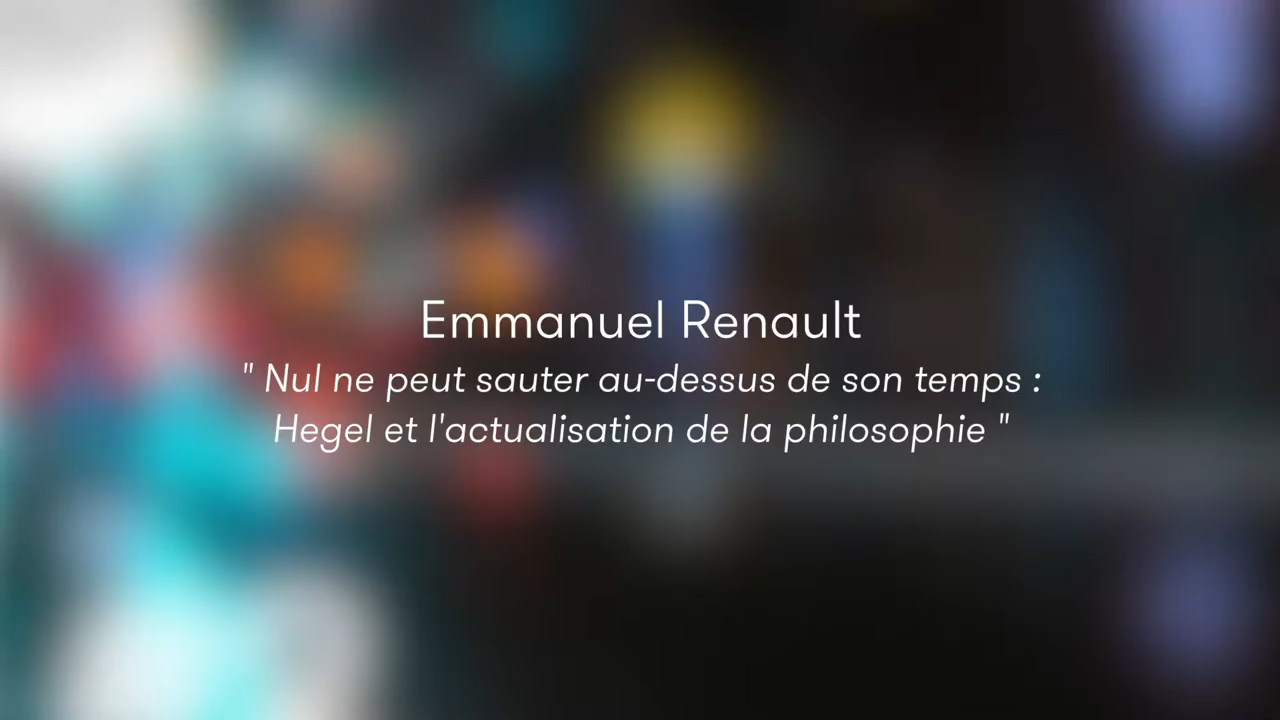 Emmanuel Renault
" Nul ne peut sauter au-dessus de son temps :
Hegel et l'actualisation de la philosophie "